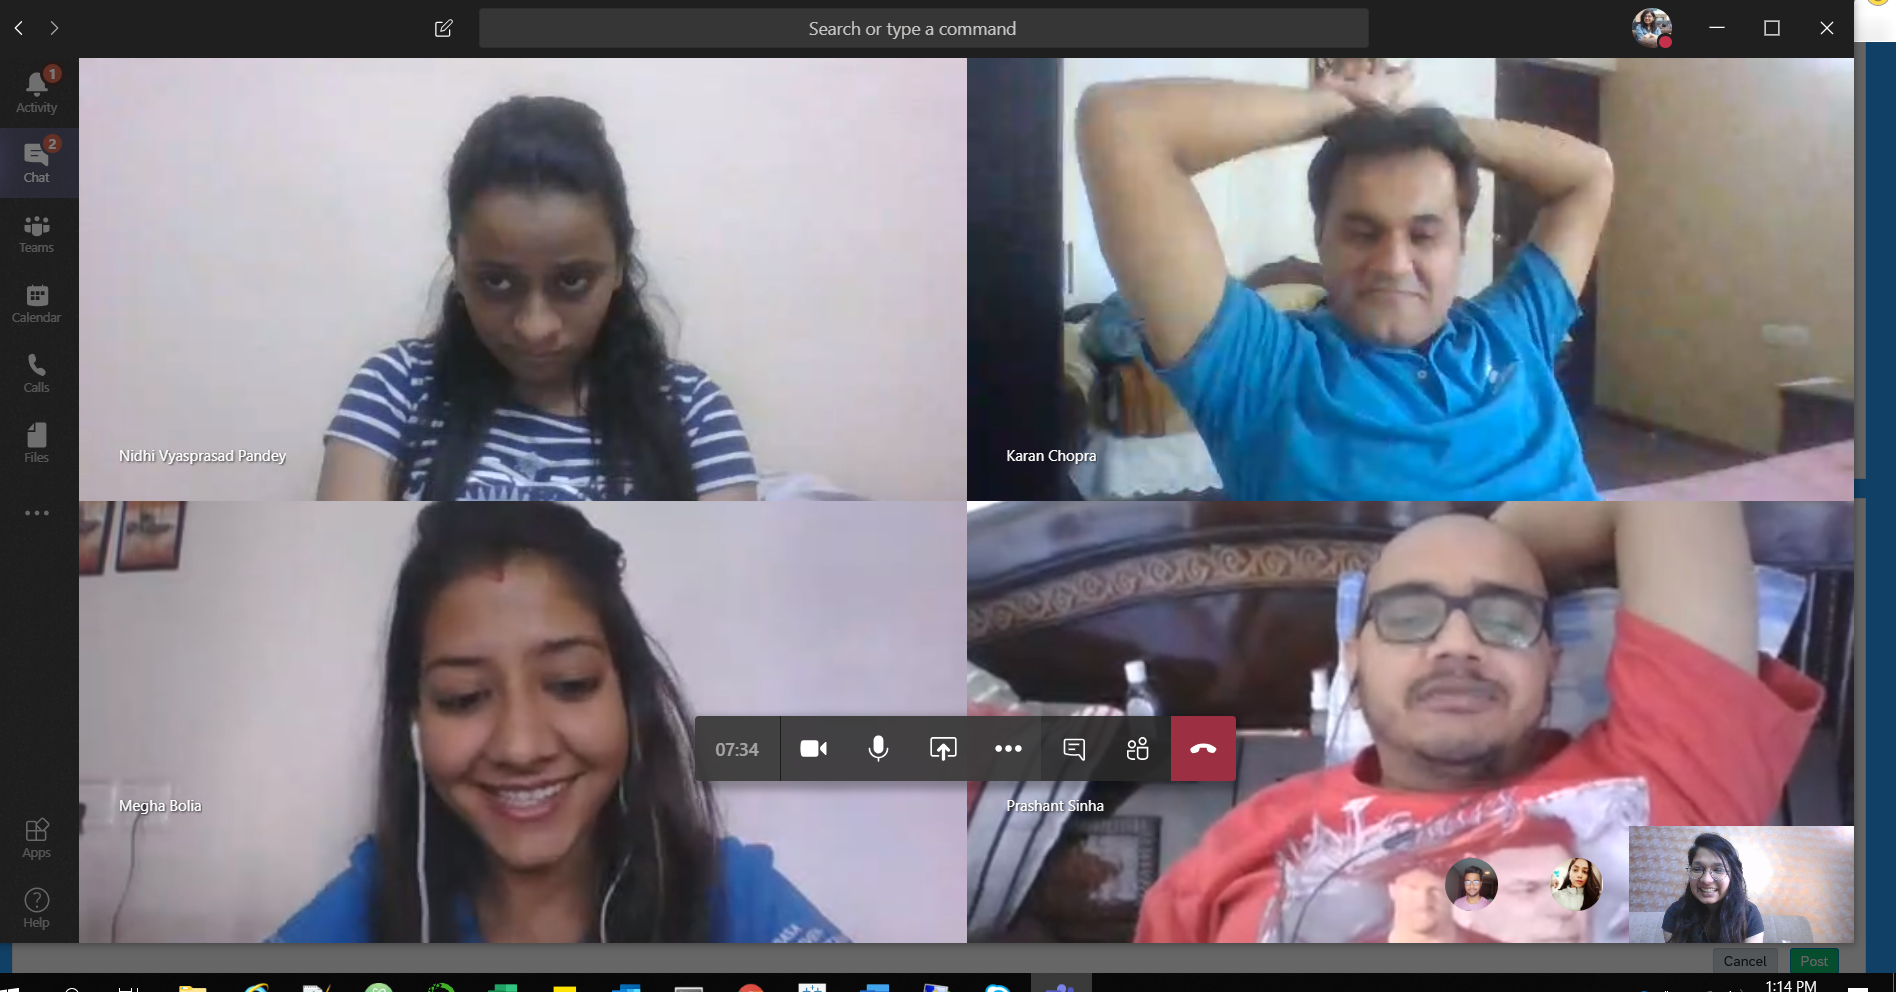 Search or type a command
1
Activity
2
Chat
Teams
Calendar
Calls
Files
Apps
Help
Nidhi Vyasprasad Pandey
Karan Chopra
07:34
Megha Bolia
Prashant Sinha
Cancel
Post
1:14 PM